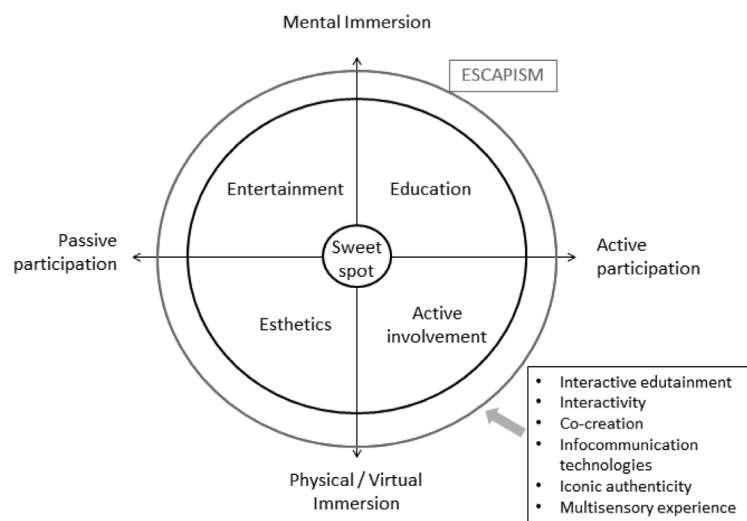 Mental Immersion
ESCAPISM
Entertainment
Education
Passive
participation
Sweet
spot
Active
participation
Esthetics
Active
involvement
• Interactive edutainment
• Interactivity
• Co-creation
• Infocommunication
technologies
• Iconic authenticity
• Multisensory experience
Physical / Virtual
Immersion